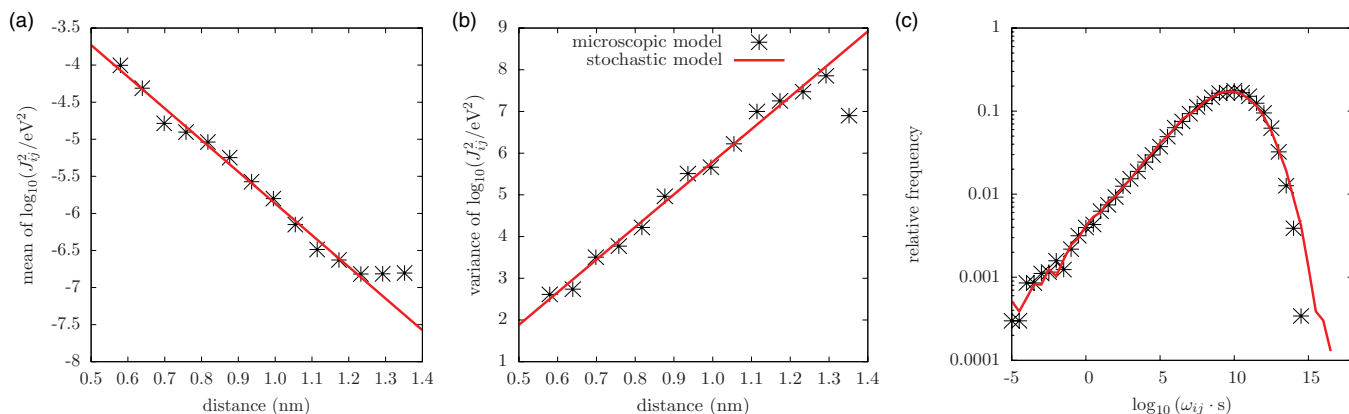 (a)
mean of log₁₀(J²ᵢⱼ/eV²)
-3.5
-4
-4.5
-5
-5.5
-6
-6.5
-7
-7.5
-8
0.5 0.6 0.7 0.8 0.9 1.0 1.1 1.2 1.3 1.4
distance (nm)
(b)
variance of log₁₀(J²ᵢⱼ/eV²)
9
8
7
6
5
4
3
2
1
microscopic model
stochastic model
0.5 0.6 0.7 0.8 0.9 1.0 1.1 1.2 1.3 1.4
distance (nm)
(c)
relative frequency
1
0.1
0.01
0.001
0.0001
-5 0 5 10 15
log₁₀(ωᵢⱼ · s)